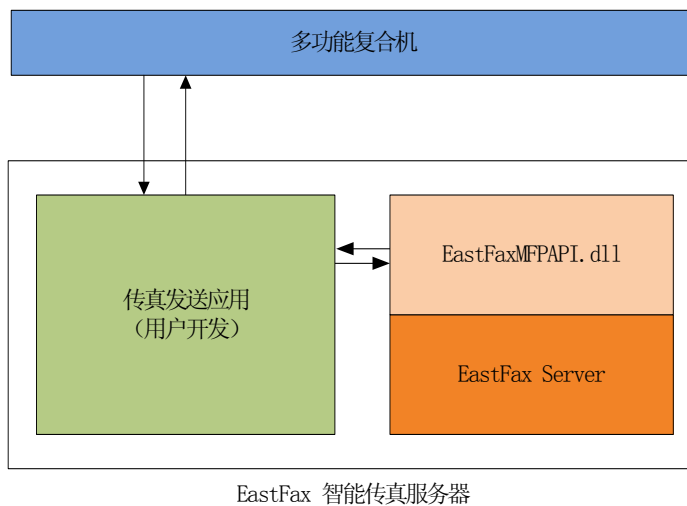 多功能复合机
传真发送应用
（用户开发）
EastFaxMFPAPI.dll
EastFax Server
EastFax 智能传真服务器